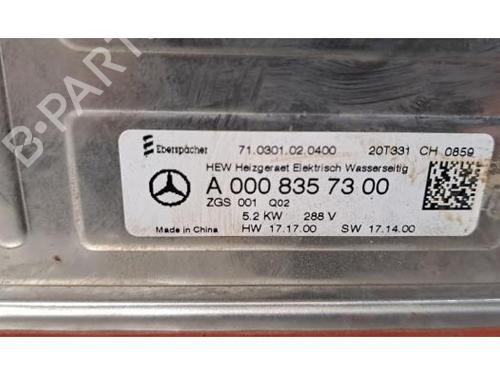 B-PARTS
Eberspächer 71.0301.02.0400 20T331 CH 0859
HEW Heizgeraet Elektrisch Wasserseitig
A 000 835 73 00
ZGS 001 Q02
5.2 KW 288 V
Made in China HW 17.17.00 SW 17.14.00